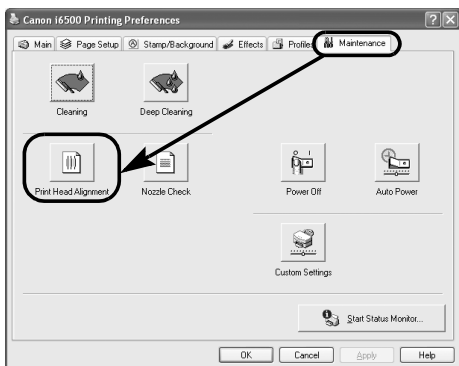 Canon i6500 Printing Preferences
Main Page Setup Stamp/Background Effects Profiles Maintenance
Cleaning Deep Cleaning
Print Head Alignment Nozzle Check Power Off Auto Power
Custom Settings
Start Status Monitor...
OK Cancel Apply Help